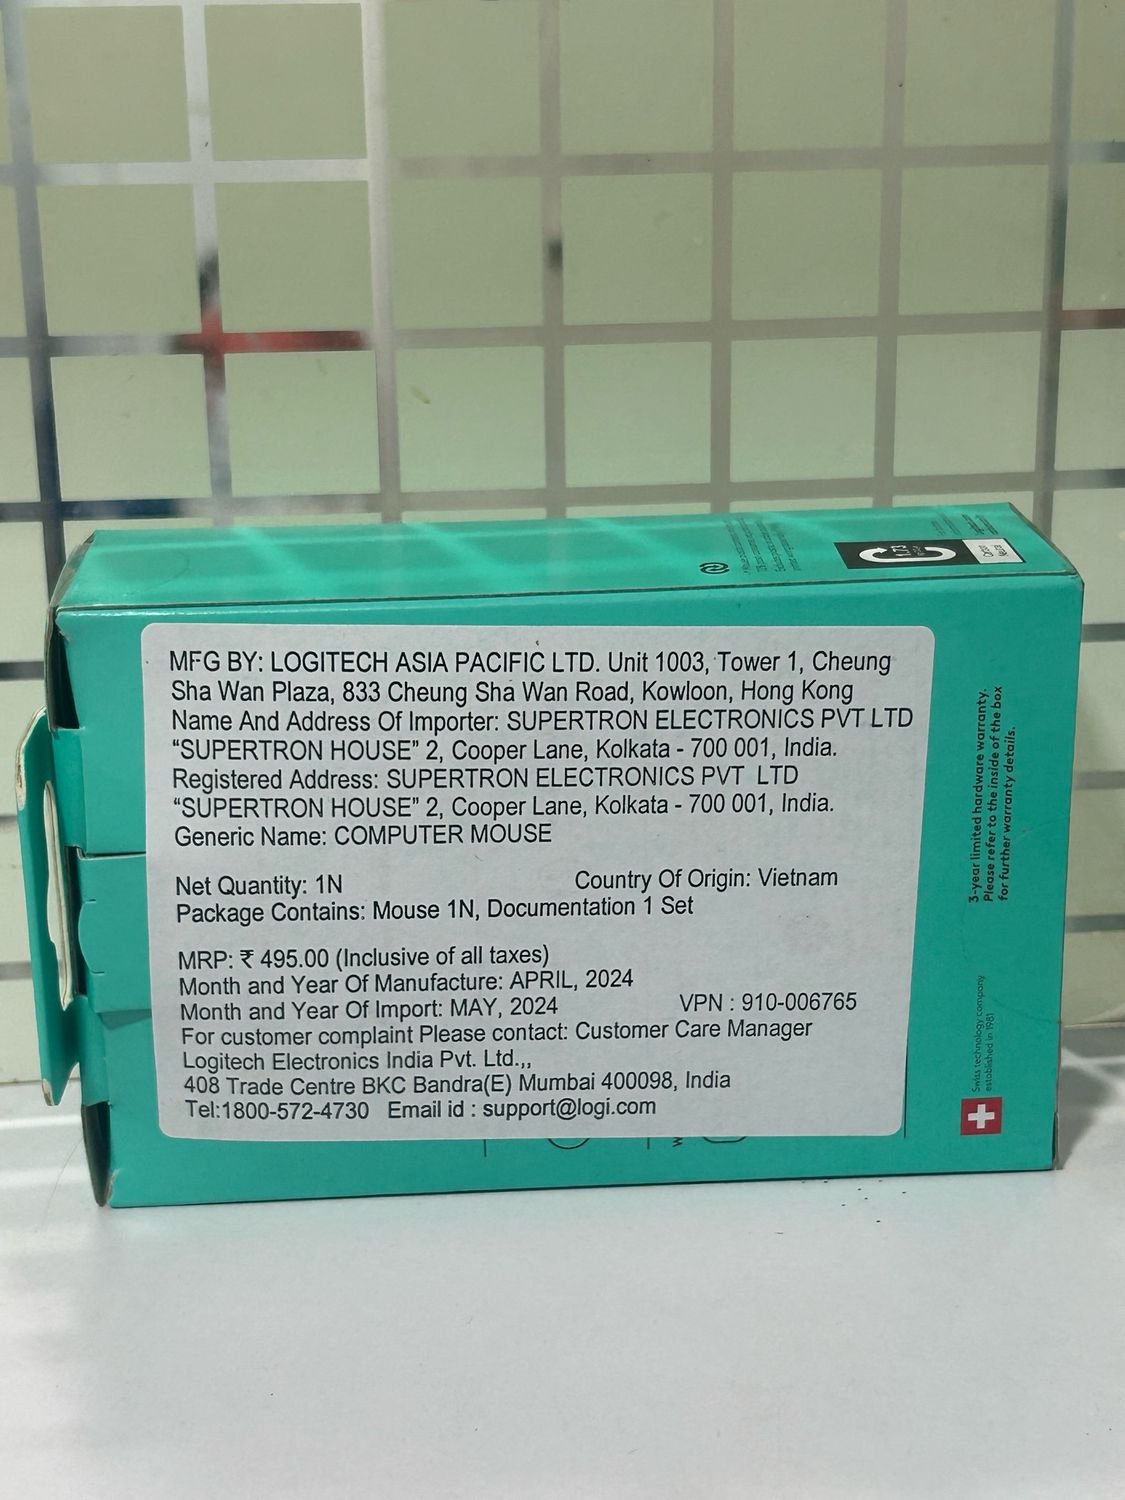 MFG BY: LOGITECH ASIA PACIFIC LTD. Unit 1003, Tower 1, Cheung
Sha Wan Plaza, 833 Cheung Sha Wan Road, Kowloon, Hong Kong
Name And Address Of Importer: SUPERTRON ELECTRONICS PVT LTD
“SUPERTRON HOUSE” 2, Cooper Lane, Kolkata - 700 001, India.
Registered Address: SUPERTRON ELECTRONICS PVT LTD
“SUPERTRON HOUSE” 2, Cooper Lane, Kolkata - 700 001, India.
Generic Name: COMPUTER MOUSE
Net Quantity: 1N Country Of Origin: Vietnam
Package Contains: Mouse 1N, Documentation 1 Set
MRP: ₹ 495.00 (Inclusive of all taxes)
Month and Year Of Manufacture: APRIL, 2024
Month and Year Of Import: MAY, 2024 VPN : 910-006765
For customer complaint Please contact: Customer Care Manager
Logitech Electronics India Pvt. Ltd.,,
408 Trade Centre BKC Bandra(E) Mumbai 400098, India
Tel:1800-572-4730 Email id : support@logi.com
3-year limited hardware warranty.
Please refer to the inside of the box
for further warranty details.
Swiss technology company
established in 1981